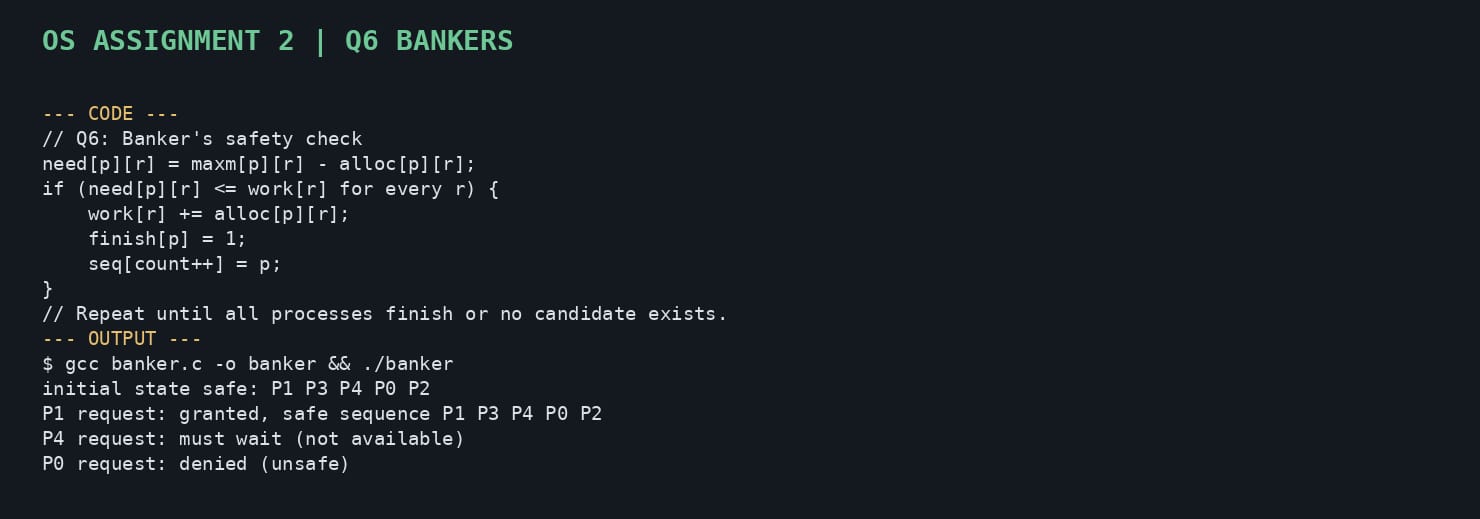 OS ASSIGNMENT 2 | Q6 BANKERS
--- CODE ---
// Q6: Banker's safety check
need[p][r] = maxm[p][r] - alloc[p][r];
if (need[p][r] <= work[r] for every r) {
    work[r] += alloc[p][r];
    finish[p] = 1;
    seq[count++] = p;
}
// Repeat until all processes finish or no candidate exists.
--- OUTPUT ---
$ gcc banker.c -o banker && ./banker
initial state safe: P1 P3 P4 P0 P2
P1 request: granted, safe sequence P1 P3 P4 P0 P2
P4 request: must wait (not available)
P0 request: denied (unsafe)